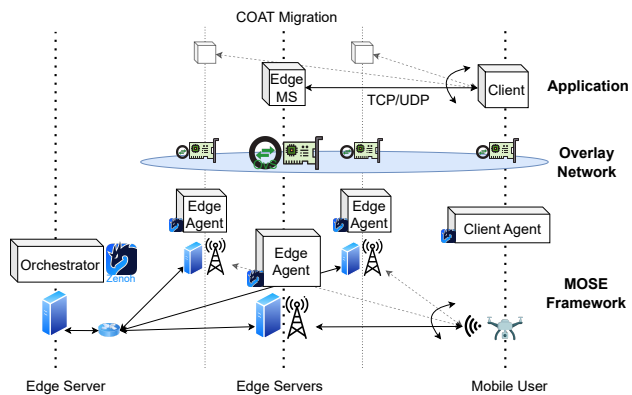 COAT Migration
Edge
MS
TCP/UDP
Client
Application
Overlay
Network
Edge
Agent
Edge
Agent
Client Agent
Orchestrator
Zenoh
Edge
Agent
MOSE
Framework
Edge Server
Edge Servers
Mobile User